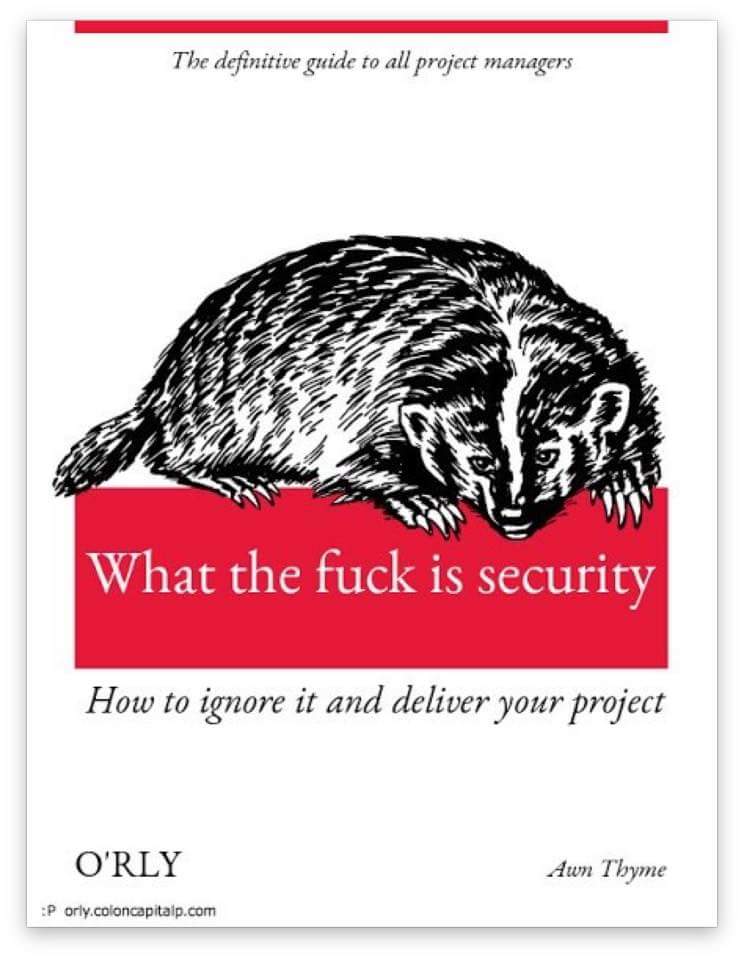 The definitive guide to all project managers
What the fuck is security
How to ignore it and deliver your project
O'RLY
Awn Thyme
:P orly.coloncapitalp.com